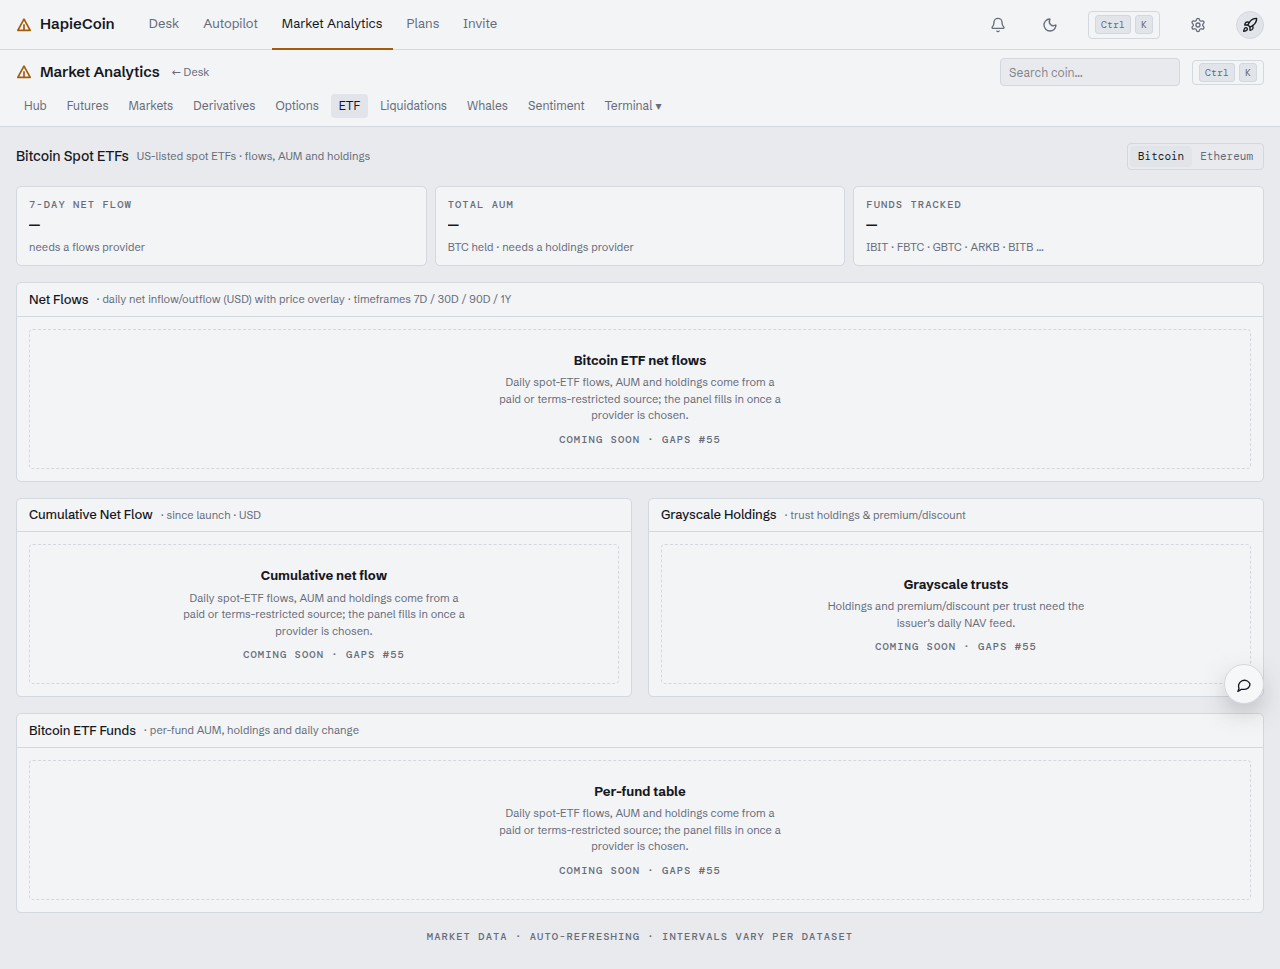 HapieCoin Desk Autopilot Market Analytics Plans Invite Ctrl K
Market Analytics ← Desk Search coin... Ctrl K
Hub Futures Markets Derivatives Options ETF Liquidations Whales Sentiment Terminal ▾
Bitcoin Spot ETFs US-listed spot ETFs · flows, AUM and holdings Bitcoin Ethereum
7-DAY NET FLOW
—
needs a flows provider
TOTAL AUM
—
BTC held · needs a holdings provider
FUNDS TRACKED
—
IBIT · FBTC · GBTC · ARKB · BITB ...
Net Flows · daily net inflow/outflow (USD) with price overlay · timeframes 7D / 30D / 90D / 1Y
Bitcoin ETF net flows
Daily spot-ETF flows, AUM and holdings come from a
paid or terms-restricted source; the panel fills in once a
provider is chosen.
COMING SOON · GAPS #55
Cumulative Net Flow · since launch · USD
Cumulative net flow
Daily spot-ETF flows, AUM and holdings come from a
paid or terms-restricted source; the panel fills in once a
provider is chosen.
COMING SOON · GAPS #55
Grayscale Holdings · trust holdings & premium/discount
Grayscale trusts
Holdings and premium/discount per trust need the
issuer's daily NAV feed.
COMING SOON · GAPS #55
Bitcoin ETF Funds · per-fund AUM, holdings and daily change
Per-fund table
Daily spot-ETF flows, AUM and holdings come from a
paid or terms-restricted source; the panel fills in once a
provider is chosen.
COMING SOON · GAPS #55
MARKET DATA · AUTO-REFRESHING · INTERVALS VARY PER DATASET